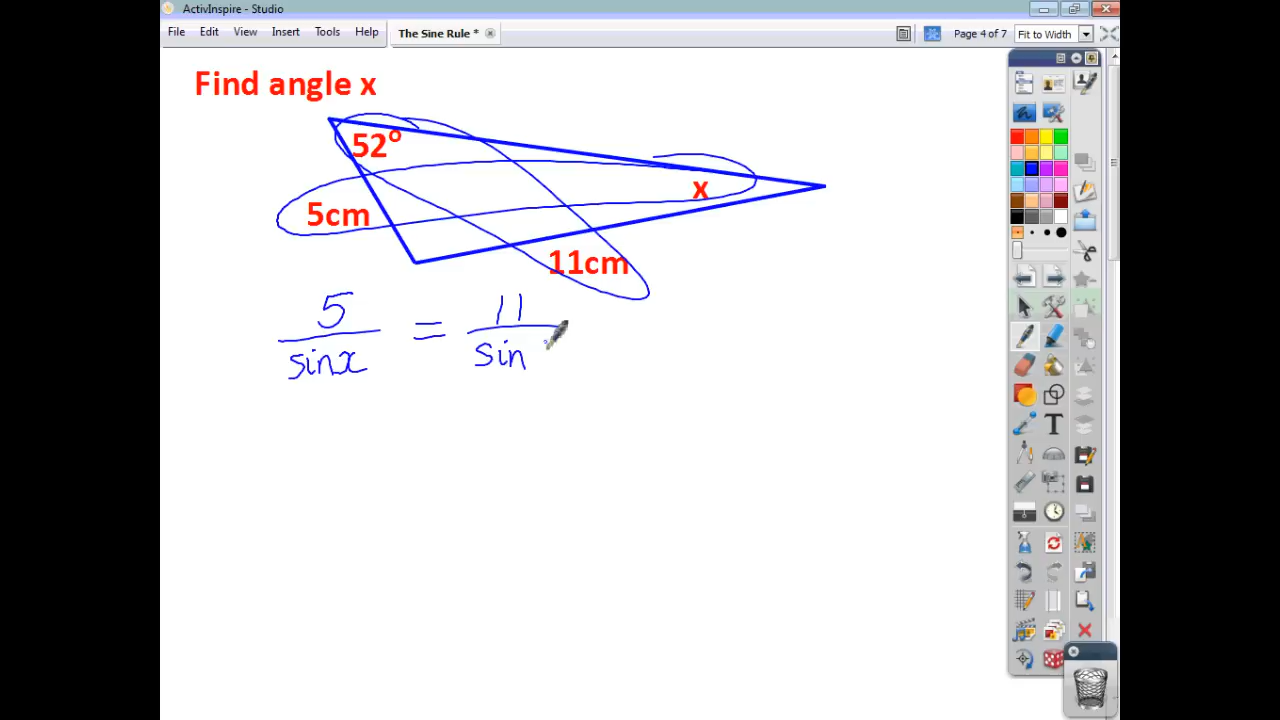 ActivInspire - Studio
File Edit View Insert Tools Help
The Sine Rule *
Page 4 of 7
Fit to Width
Find angle x
52°
x
5cm
11cm
5 = 11
sinx sin